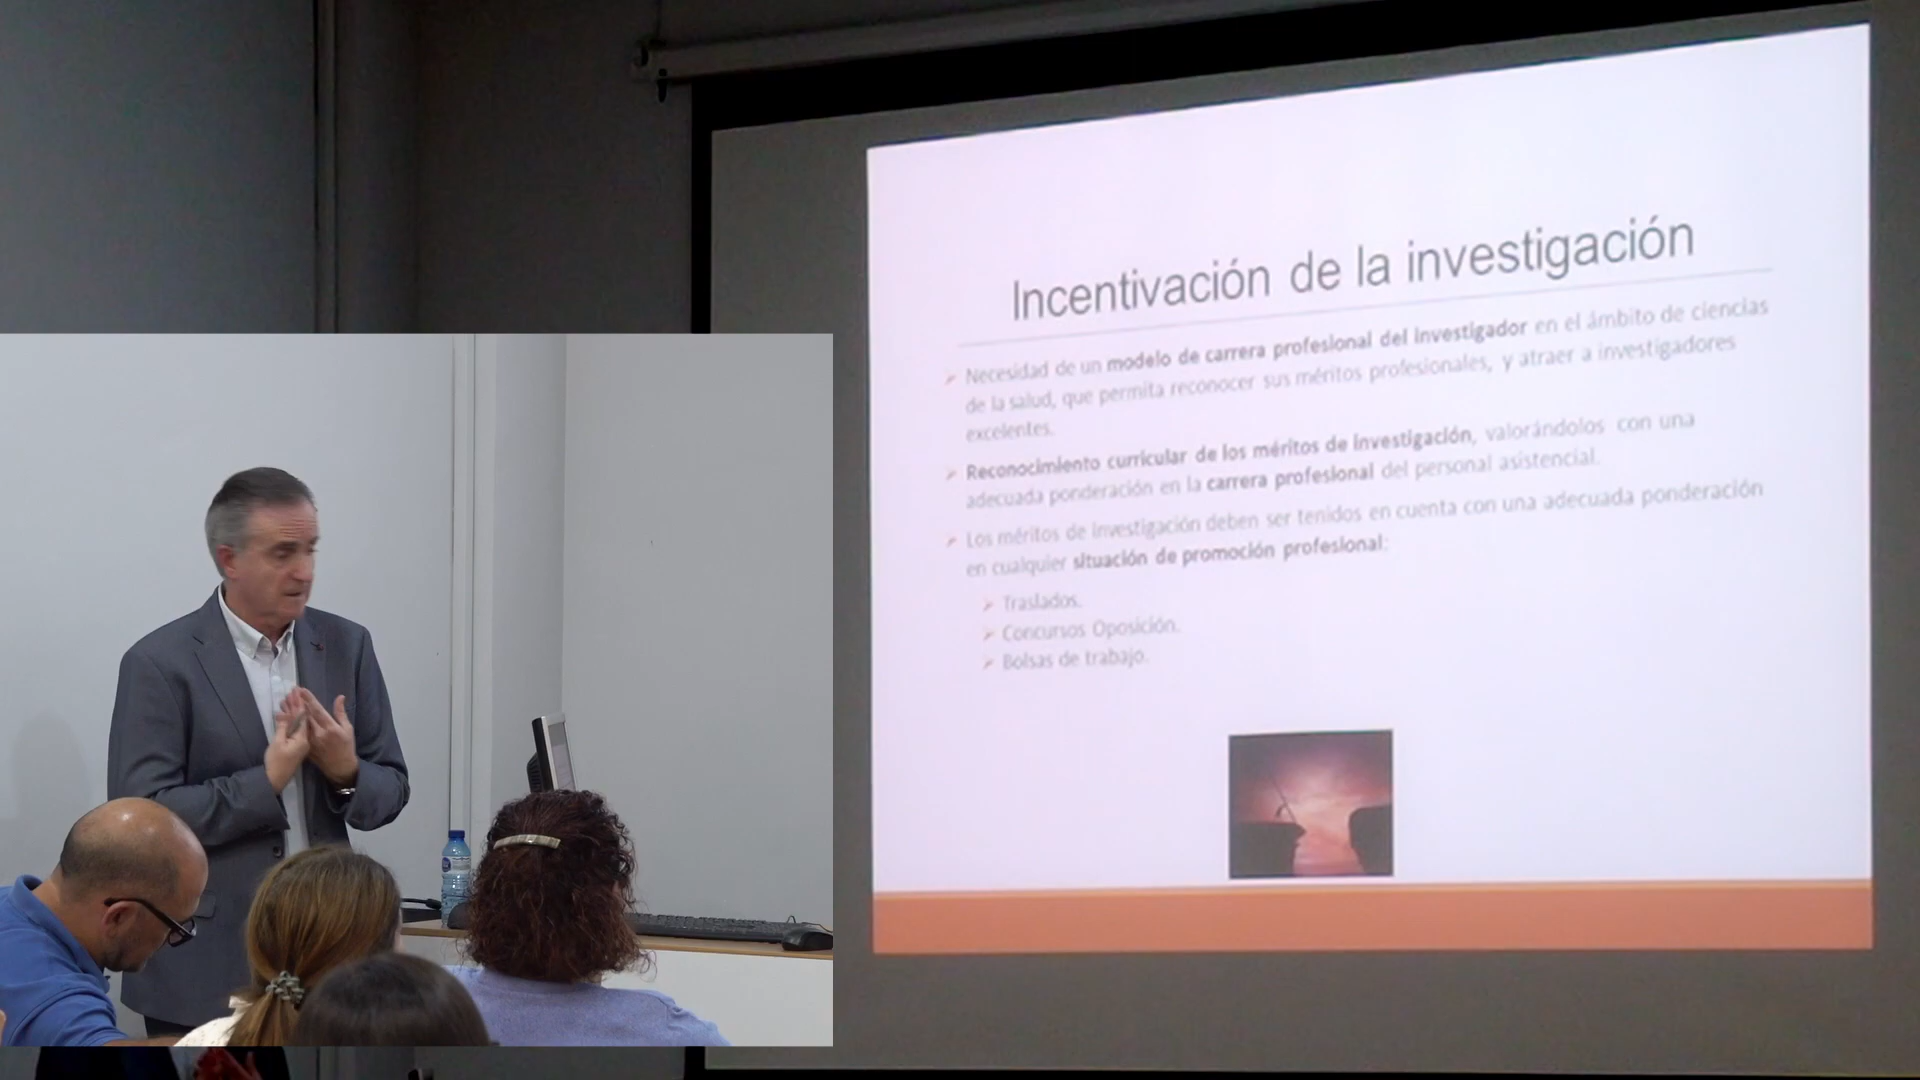 Incentivación de la investigación
Necesidad de un modelo de carrera profesional del investigador en el ámbito de ciencias
de la salud, que permita reconocer sus méritos profesionales, y atraer a investigadores
excelentes.
Reconocimiento curricular de los méritos de investigación, valorándolos con una
adecuada ponderación en la carrera profesional del personal asistencial.
Los méritos de investigación deben ser tenidos en cuenta con una adecuada ponderación
en cualquier situación de promoción profesional:
Traslados.
Concursos Oposición.
Bolsas de trabajo.